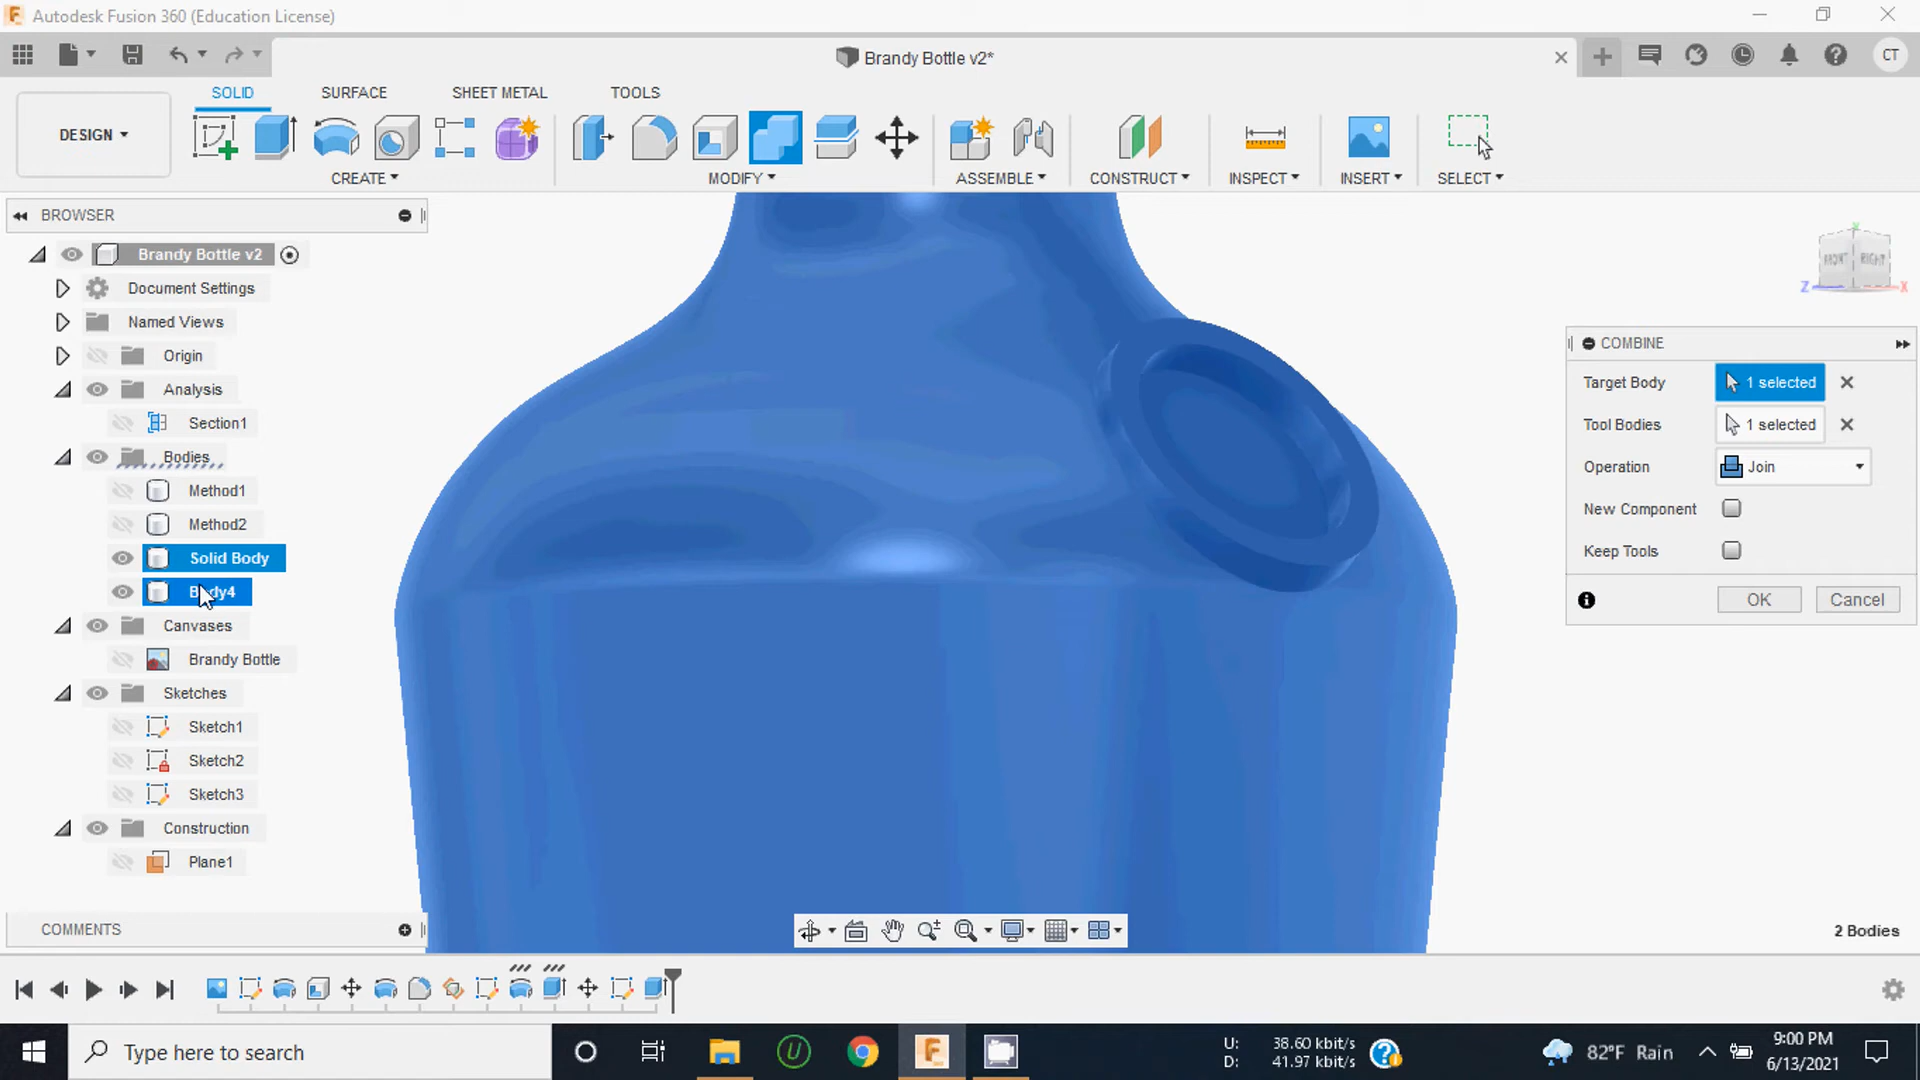 Autodesk Fusion 360 (Education License)
Brandy Bottle v2*
CT
DESIGN
SOLID SURFACE SHEET METAL TOOLS
CREATE MODIFY ASSEMBLE CONSTRUCT INSPECT INSERT SELECT
BROWSER
Brandy Bottle v2
Document Settings
Named Views
Origin
Analysis
Section1
Bodies
Method1
Method2
Solid Body
Body4
Canvases
Brandy Bottle
Sketches
Sketch1
Sketch2
Sketch3
Construction
Plane1
COMMENTS
FRONT RIGHT
Z X
COMBINE
Target Body 1 selected
Tool Bodies 1 selected
Operation Join
New Component
Keep Tools
OK Cancel
2 Bodies
Type here to search
U: 38.60 kbit/s
D: 41.97 kbit/s
82°F Rain
9:00 PM
6/13/2021